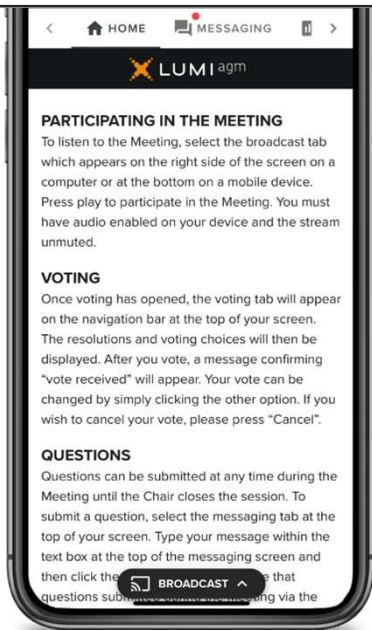 HOME MESSAGING
LUMI agm
PARTICIPATING IN THE MEETING
To listen to the Meeting, select the broadcast tab
which appears on the right side of the screen on a
computer or at the bottom on a mobile device.
Press play to participate in the Meeting. You must
have audio enabled on your device and the stream
unmuted.
VOTING
Once voting has opened, the voting tab will appear
on the navigation bar at the top of your screen.
The resolutions and voting choices will then be
displayed. After you vote, a message confirming
“vote received” will appear. Your vote can be
changed by simply clicking the other option. If you
wish to cancel your vote, please press “Cancel”.
QUESTIONS
Questions can be submitted at any time during the
Meeting until the Chair closes the session. To
submit a question, select the messaging tab at the
top of your screen. Type your message within the
text box at the top of the messaging screen and
then click the that
BROADCAST
questions via the